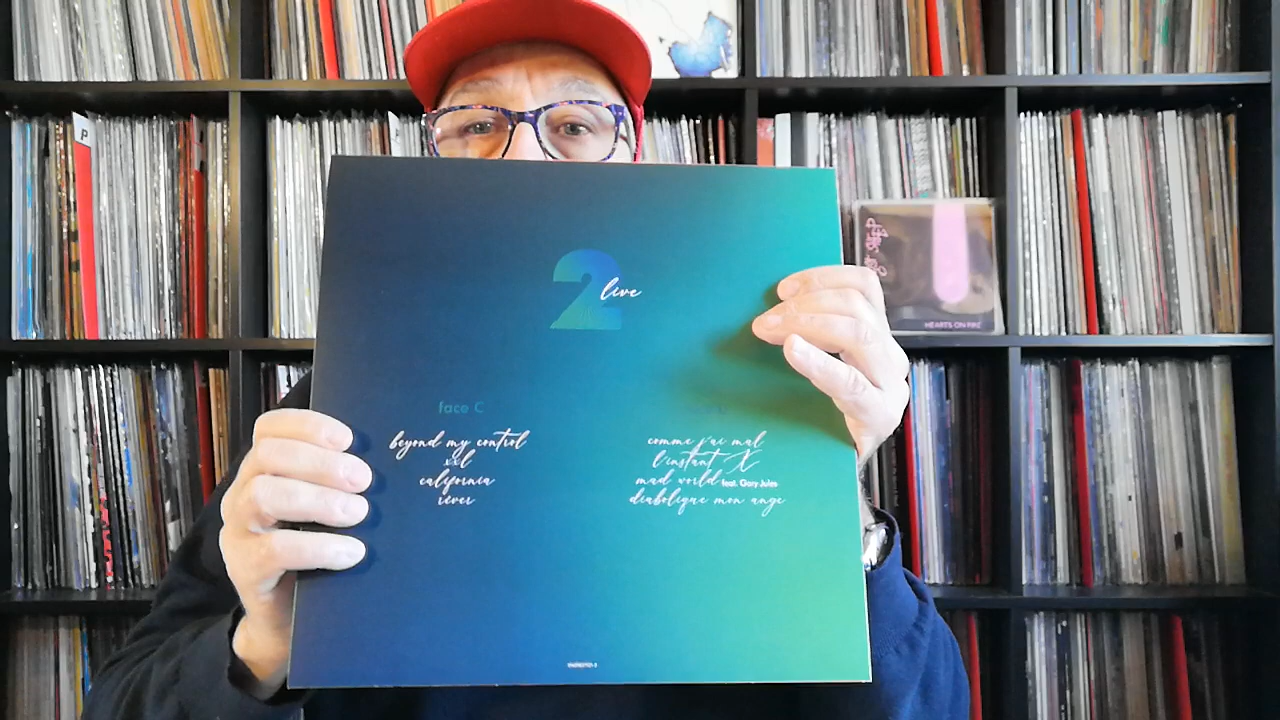 2
live
face C
beyond my control
xxl
california
rêver
comme j'ai mal
l'instant X
mad world feat. Gary Jules
diabolique mon ange
HEARTS ON FIRE
P
P